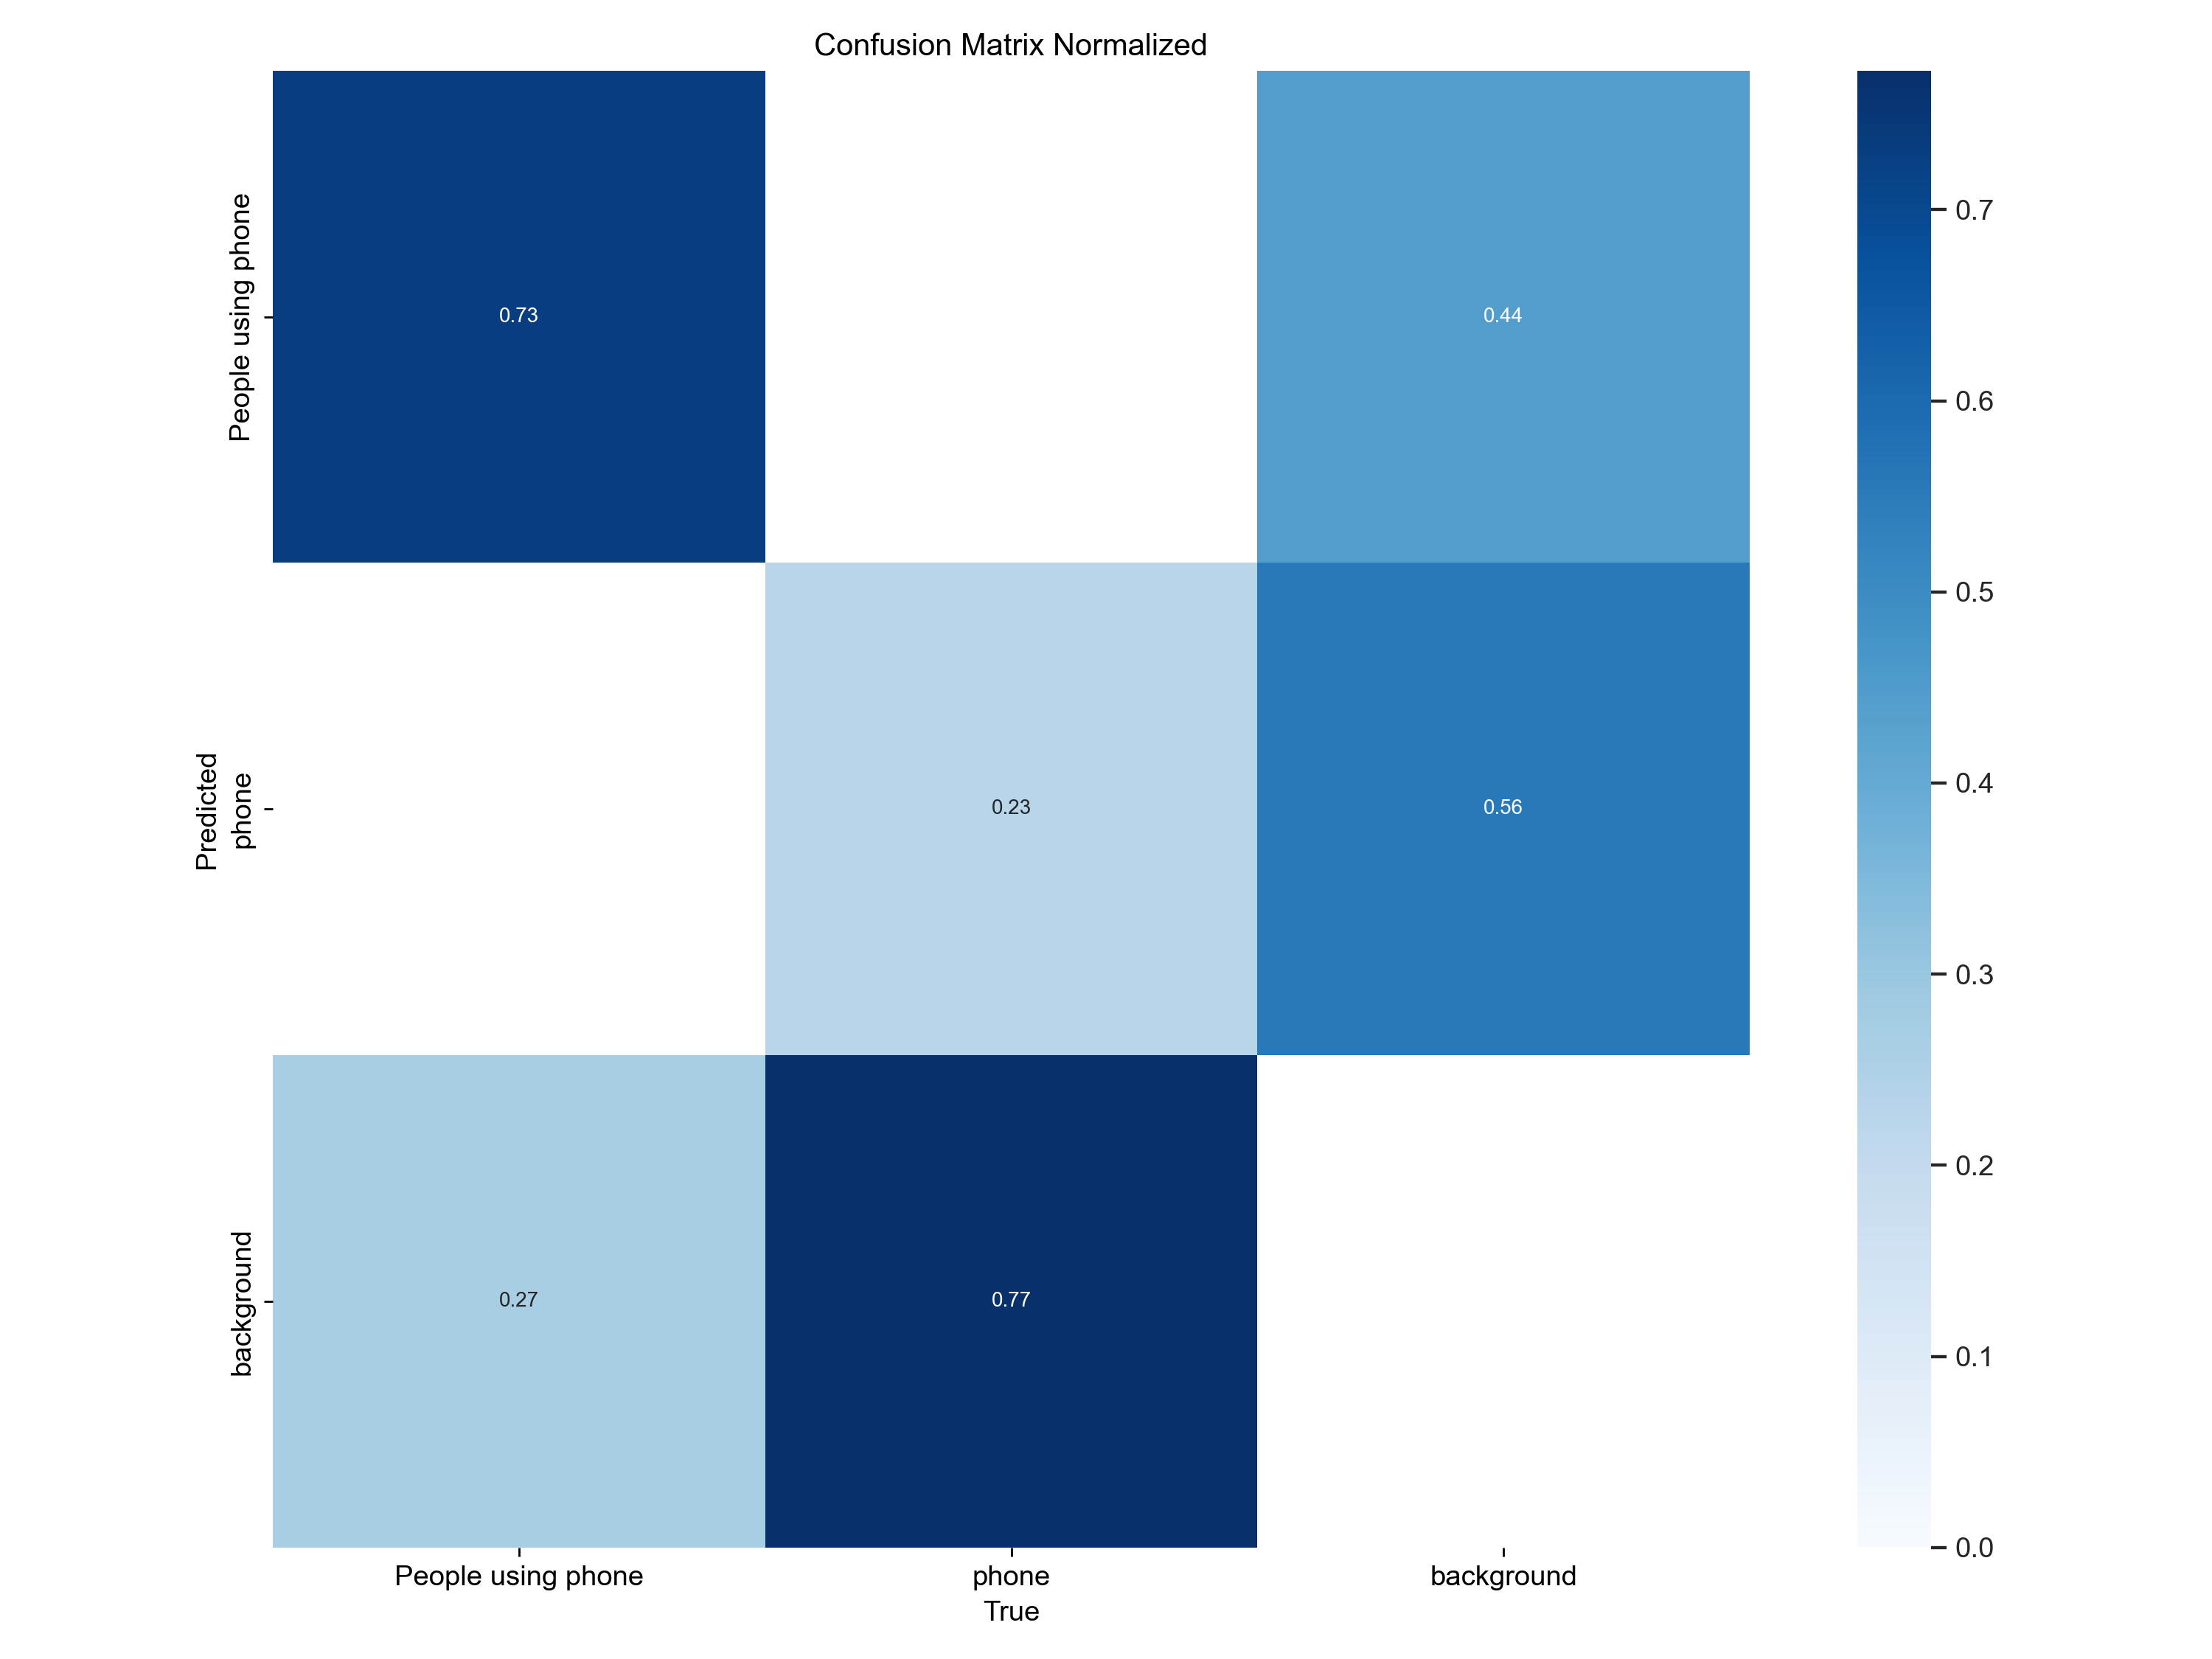 Confusion Matrix Normalized
People using phone
0.73
0.44
0.7
0.6
0.5
Predicted
phone
0.23
0.56
0.4
0.3
0.2
background
0.27
0.77
0.1
0.0
People using phone
phone
background
True